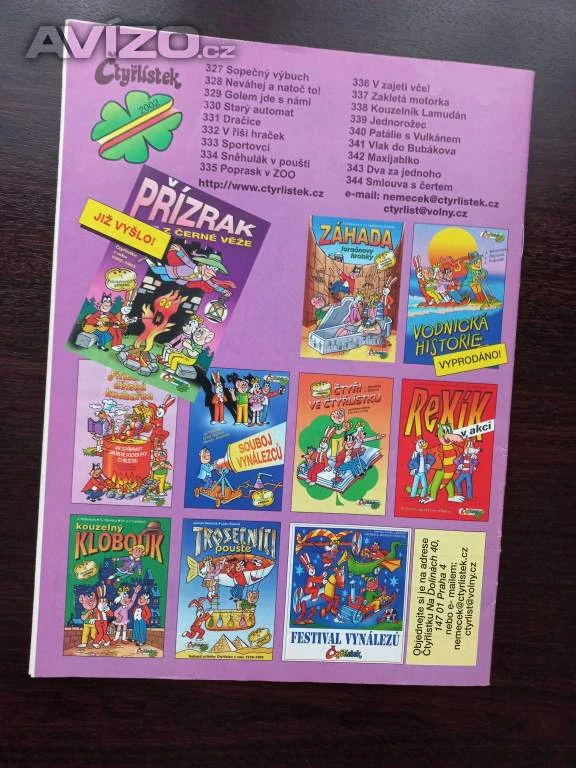 AVÍZO.cz
Čtyřlístek
2002
327 Sopečný výbuch
328 Neváhej a natoč to!
329 Golem jde s námi
330 Starý automat
331 Dračice
332 V říši hraček
333 Sportovci
334 Sněhulák v poušti
335 Poprask v ZOO
http://www.ctyrlistek.cz
336 V zajetí včel
337 Zakletá motorka
338 Kouzelník Lamudán
339 Jednorožec
340 Patálie s Vulkánem
341 Vlak do Bubákova
342 Maxijablko
343 Dva za jednoho
344 Smlouva s čertem
e-mail: nemecek@ctyrlistek.cz
ctyrlist@volny.cz
JIŽ VYŠLO!
PŘÍZRAK
Z ČERNÉ VĚŽE
ZÁHADA
faraónovy
hrobky
VODNICKÁ
HISTORIE
VYPRODÁNO!
SOUBOJ
VYNÁLEZCŮ
ČTYŘI
VE ČTYŘLÍSTKU
ReXíK
v akci
kouzelný
KLOBOUK
TROSEČNÍCI
pouště
FESTIVAL VYNÁLEZŮ
Čtyřlístek
Objednejte si je na adrese
Čtyřlístku Na Dolinách 40,
147 01 Praha 4
nebo e- mailem:
nemecek@ctyrlistek.cz
ctyrlist@volny.cz